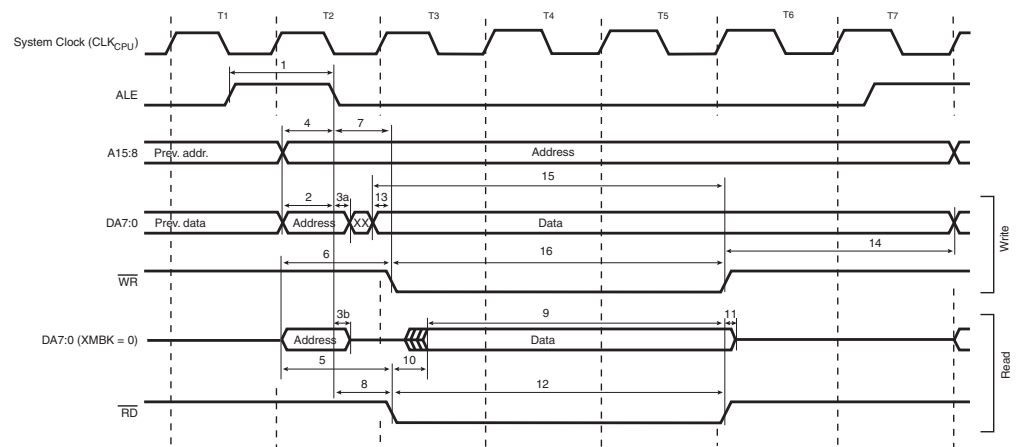 T1 T2 T3 T4 T5 T6 T7
System Clock (CLKCPU)
1
ALE
4 7
A15:8 Prev. addr. Address
15
2 3a 13
DA7:0 Prev. data Address XX Data
14
6 16
WR
3b 9 11
DA7:0 (XMBK = 0) Address Data
5 10
8 12
RD
Write
Read